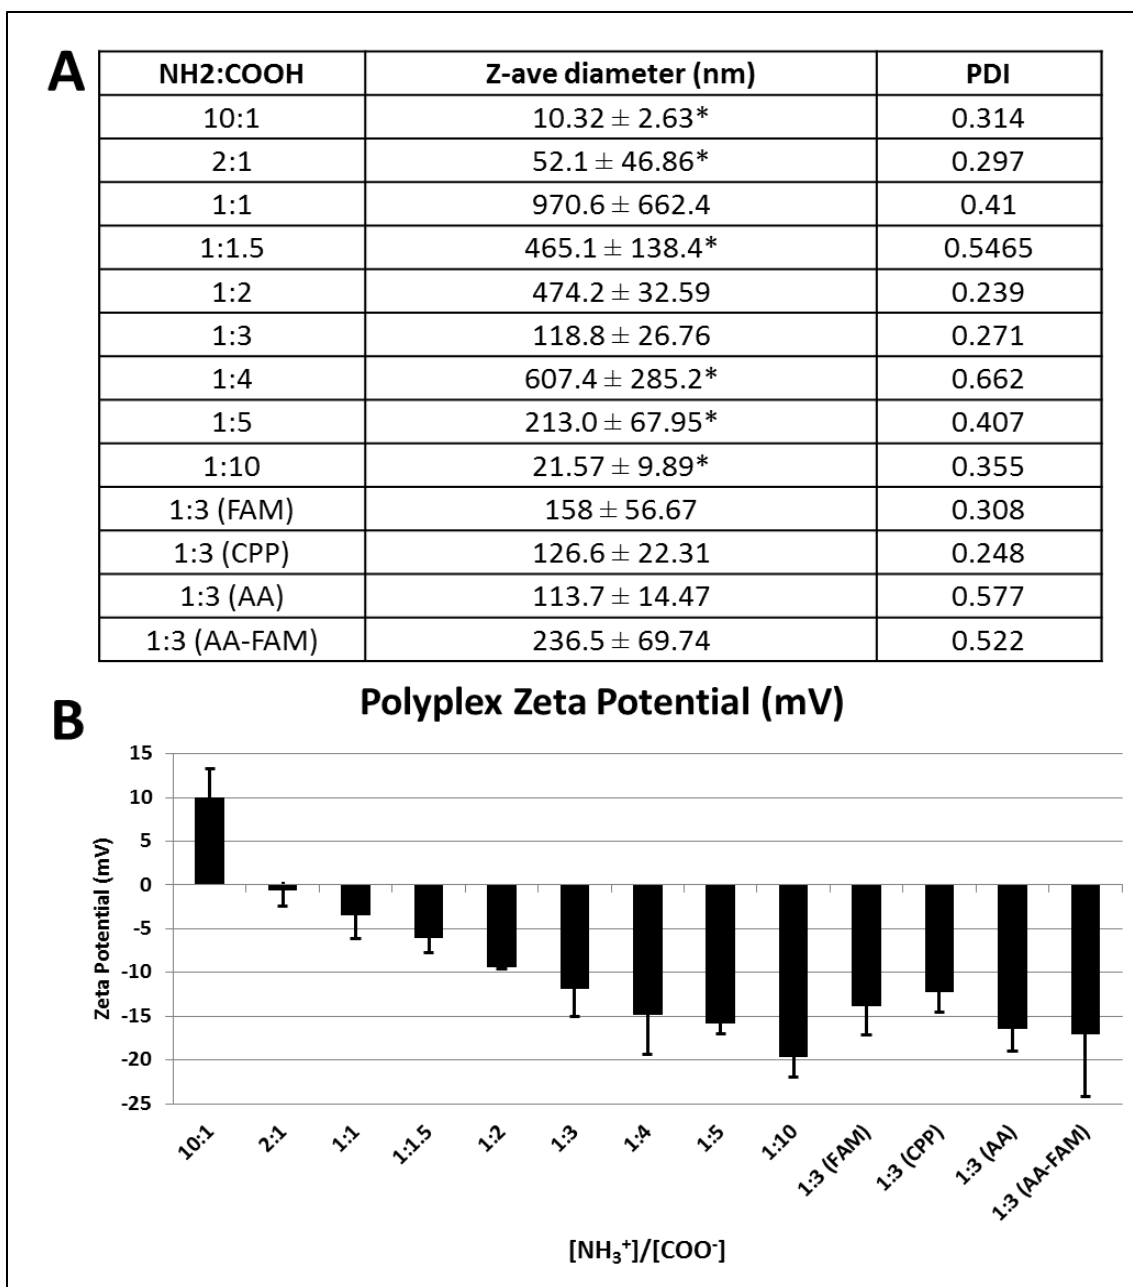 A
NH2:COOH Z-ave diameter (nm) PDI
10:1 10.32 ± 2.63* 0.314
2:1 52.1 ± 46.86* 0.297
1:1 970.6 ± 662.4 0.41
1:1.5 465.1 ± 138.4* 0.5465
1:2 474.2 ± 32.59 0.239
1:3 118.8 ± 26.76 0.271
1:4 607.4 ± 285.2* 0.662
1:5 213.0 ± 67.95* 0.407
1:10 21.57 ± 9.89* 0.355
1:3 (FAM) 158 ± 56.67 0.308
1:3 (CPP) 126.6 ± 22.31 0.248
1:3 (AA) 113.7 ± 14.47 0.577
1:3 (AA-FAM) 236.5 ± 69.74 0.522
B
Polyplex Zeta Potential (mV)
Zeta Potential (mV)
15
10
5
0
-5
-10
-15
-20
-25
10:1 2:1 1:1 1:1.5 1:2 1:3 1:4 1:5 1:10 1:3 (FAM) 1:3 (CPP) 1:3 (AA) 1:3 (AA-FAM)
[NH₃⁺]/[COO⁻]